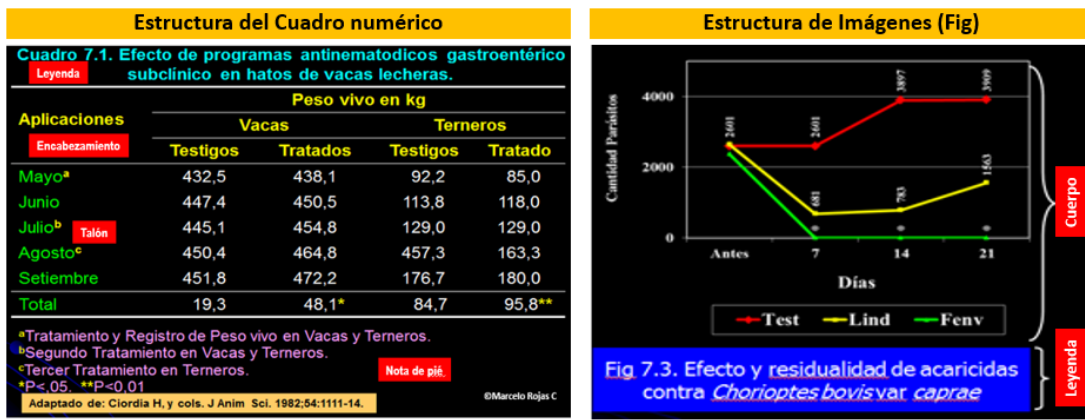 Estructura del Cuadro numérico
Cuadro 7.1. Efecto de programas antinematodicos gastroentérico
Leyenda
subclínico en hatos de vacas lecheras.
Aplicaciones
Peso vivo en kg
Encabezamiento
Vacas Terneros
Testigos Tratados Testigos Tratado
Mayoᵃ 432,5 438,1 92,2 85,0
Junio 447,4 450,5 113,8 118,0
Julioᵇ 445,1 454,8 129,0 129,0
Talón
Agostoᶜ 450,4 464,8 457,3 163,3
Setiembre 451,8 472,2 176,7 180,0
Total 19,3 48,1* 84,7 95,8**
ᵃTratamiento y Registro de Peso vivo en Vacas y Terneros.
ᵇSegundo Tratamiento en Vacas y Terneros.
ᶜTercer Tratamiento en Terneros.
Nota de pié.
*P<,05. **P<0,01
Adaptado de: Ciordia H, y cols. J Anim Sci. 1982;54:1111-14.
©Marcelo Rojas C
Estructura de Imágenes (Fig)
Cantidad Parásitos
4000
2000
0
2601
2601 3897 3909
681 783 1563
0 0 0
Antes 7 14 21
Días
Test Lind Fenv
Cuerpo
Fig 7.3. Efecto y residualidad de acaricidas
contra Chorioptes bovis var caprae
Leyenda